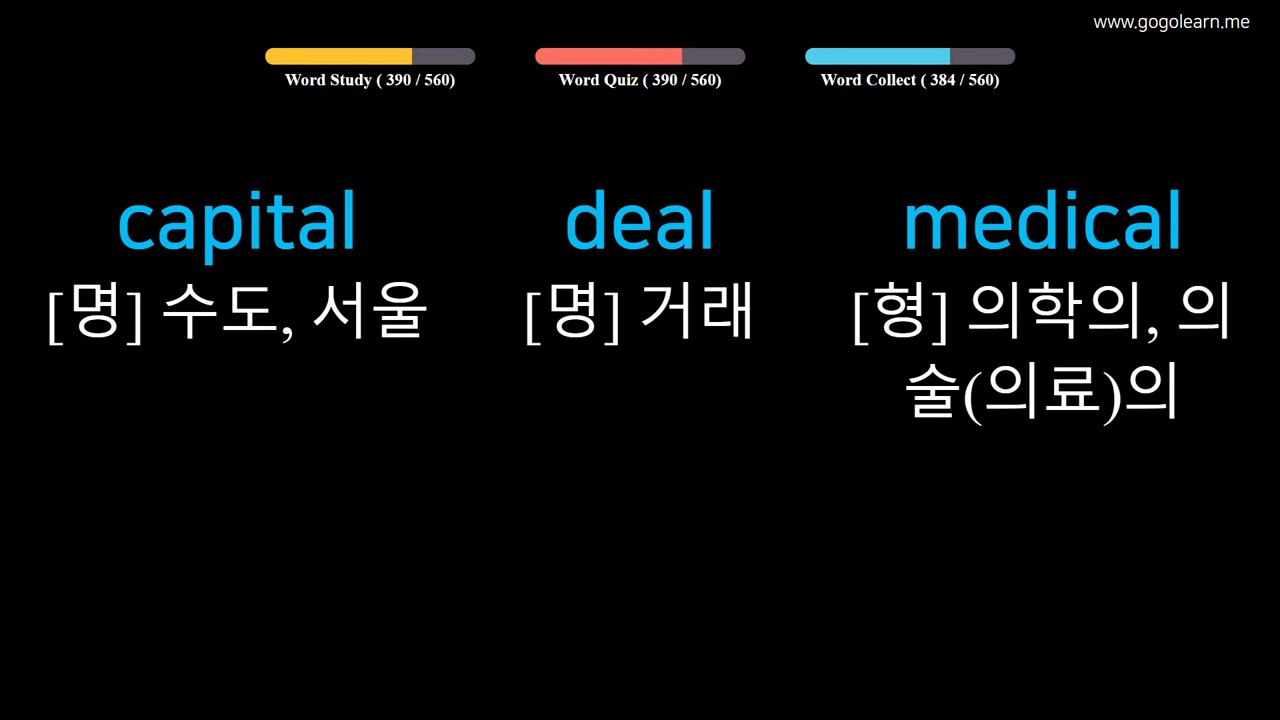 www.gogolearn.me
Word Study ( 390 / 560)
Word Quiz ( 390 / 560)
Word Collect ( 384 / 560)
capital
[명] 수도, 서울
deal
[명] 거래
medical
[형] 의학의, 의
술(의료)의